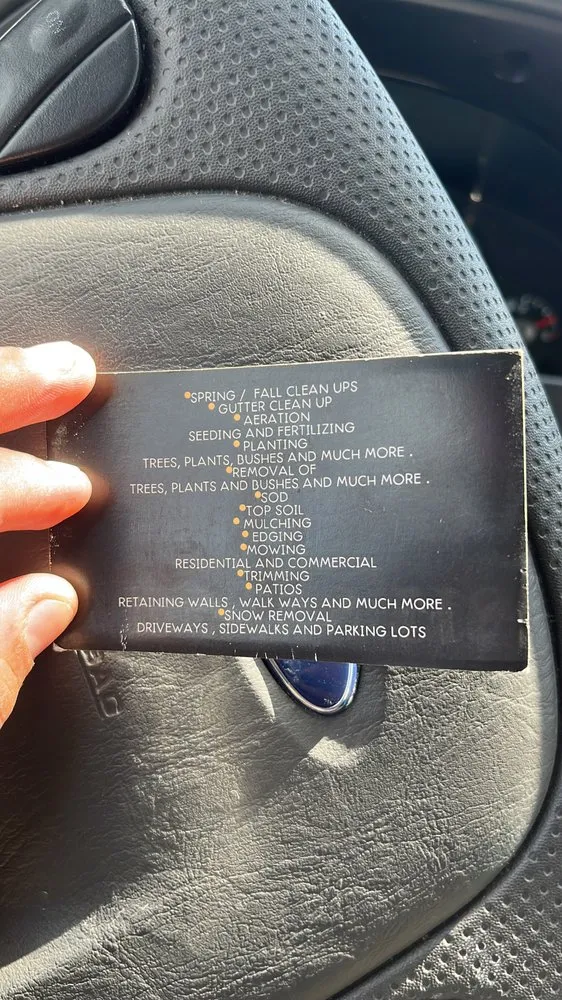 •SPRING / FALL CLEAN UPS
•GUTTER CLEAN UP
•AERATION
SEEDING AND FERTILIZING
•PLANTING
TREES, PLANTS, BUSHES AND MUCH MORE .
•REMOVAL OF
TREES, PLANTS AND BUSHES AND MUCH MORE .
•SOD
•TOP SOIL
•MULCHING
•EDGING
•MOWING
RESIDENTIAL AND COMMERCIAL
•TRIMMING
•PATIOS
RETAINING WALLS , WALK WAYS AND MUCH MORE .
•SNOW REMOVAL
DRIVEWAYS , SIDEWALKS AND PARKING LOTS